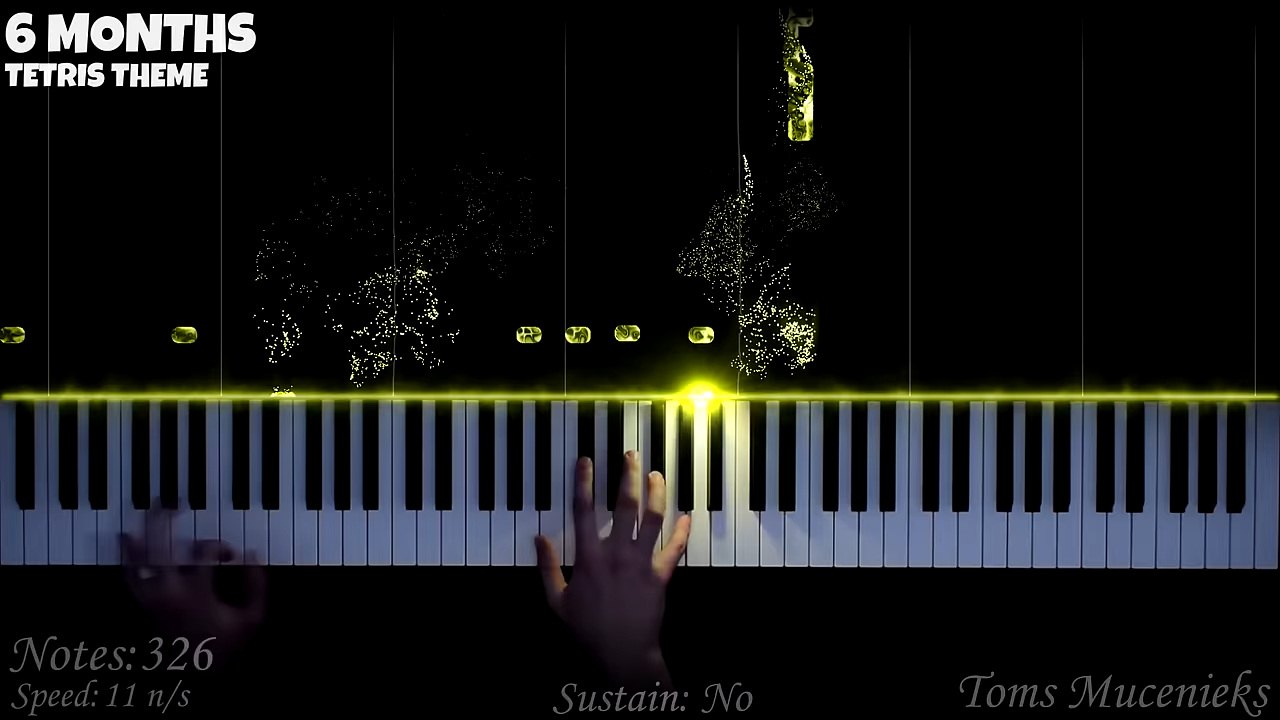 6 MONTHS
TETRIS THEME
Notes: 326
Speed: 11 n/s
Sustain: No
Toms Mucenieks